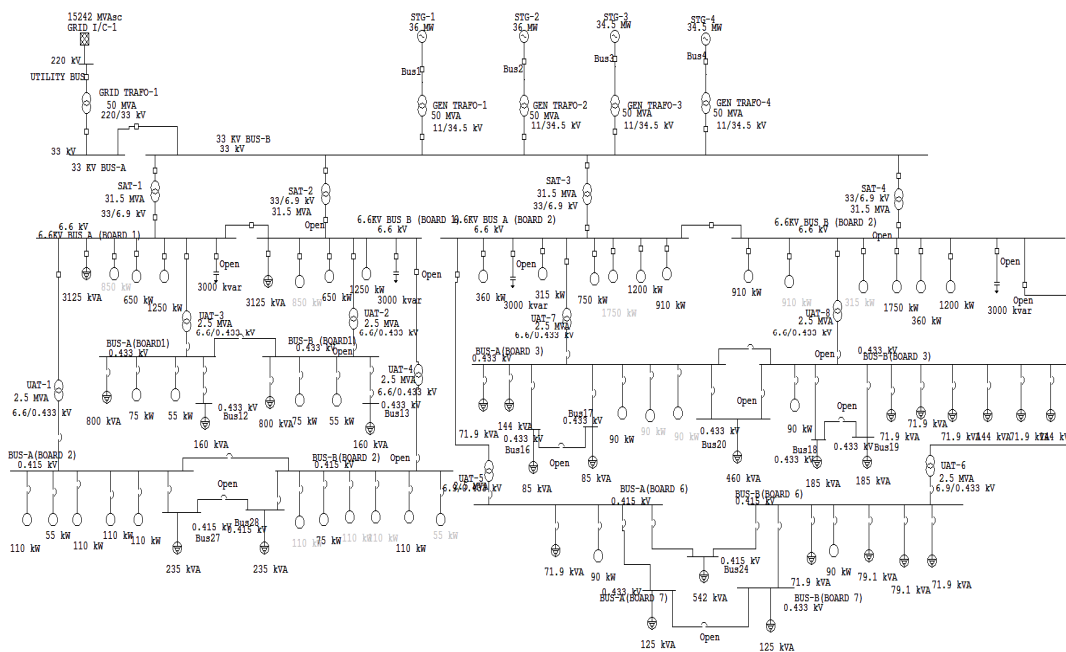 15242 MVAsc
GRID I/C-1
STG-1
36 MW
STG-2
36 MW
STG-3
34.5 MW
STG-4
34.5 MW
220 kV
UTILITY BUS
Bus1
Bus2
Bus3
Bus4
GRID TRAFO-1
50 MVA
220/33 kV
GEN TRAFO-1
50 MVA
11/34.5 kV
GEN TRAFO-2
50 MVA
11/34.5 kV
GEN TRAFO-3
50 MVA
11/34.5 kV
GEN TRAFO-4
50 MVA
11/34.5 kV
33 KV BUS-B
33 kV
33 kV
33 KV BUS-A
SAT-1
31.5 MVA
33/6.9 kV
SAT-2
33/6.9 kV
31.5 MVA
SAT-3
31.5 MVA
33/6.9 kV
SAT-4
33/6.9 kV
31.5 MVA
6.6 kV
6.6KV BUS A (BOARD 1)
Open
6.6KV BUS B (BOARD 1)
6.6 kV
6.6KV BUS A (BOARD 2)
6.6 kV
6.6KV BUS B (BOARD 2)
6.6 kV
Open
3125 kVA
850 kW
650 kW
1250 kW
Open
3000 kvar
3125 kVA
850 kW
650 kW
1250 kW
3000 kvar
Open
360 kW
Open
3000 kvar
315 kW
750 kW
1750 kW
1200 kW
910 kW
910 kW
910 kW
315 kW
1750 kW
360 kW
1200 kW
Open
3000 kvar
UAT-3
2.5 MVA
6.6/0.433 kV
UAT-2
2.5 MVA
6.6/0.433 kV
UAT-7
2.5 MVA
6.6/0.433 kV
UAT-8
2.5 MVA
6.6/0.433 kV
BUS-A(BOARD1)
0.433 kV
BUS-B (BOARD1)
0.433 kV
Open
BUS-A(BOARD 3)
0.433 kV
Open
0.433 kV
BUS-B(BOARD 3)
UAT-1
2.5 MVA
6.6/0.433 kV
UAT-4
2.5 MVA
6.6/0.433 kV
800 kVA
75 kW
55 kW
0.433 kV
Bus12
160 kVA
800 kVA
75 kW
55 kW
0.433 kV
Bus13
160 kVA
71.9 kVA
144 kVA
0.433 kV
Bus16
85 kVA
Open
Bus17
0.433 kV
85 kVA
90 kW
90 kW
90 kW
0.433 kV
Bus20
460 kVA
90 kW
Bus18
0.433 kV
185 kVA
Open
0.433 kV
Bus19
185 kVA
71.9 kVA
71.9 kVA
144 kVA
71.9 kVA
144 kVA
BUS-A(BOARD 2)
0.415 kV
Open
BUS-B(BOARD 2)
0.415 kV
Open
UAT-5
6.9/0.433 kV
UAT-6
2.5 MVA
6.9/0.433 kV
110 kW
55 kW
110 kW
110 kW
110 kW
0.415 kV
Bus27
235 kVA
Open
Bus28
0.415 kV
235 kVA
110 kW
75 kW
110 kW
110 kW
110 kW
55 kW
BUS-A(BOARD 6)
0.415 kV
BUS-B(BOARD 6)
0.415 kV
71.9 kVA
90 kW
Bus24
0.415 kV
542 kVA
71.9 kVA
90 kW
79.1 kVA
79.1 kVA
71.9 kVA
0.433 kV
BUS-A(BOARD 7)
BUS-B(BOARD 7)
0.433 kV
125 kVA
Open
125 kVA